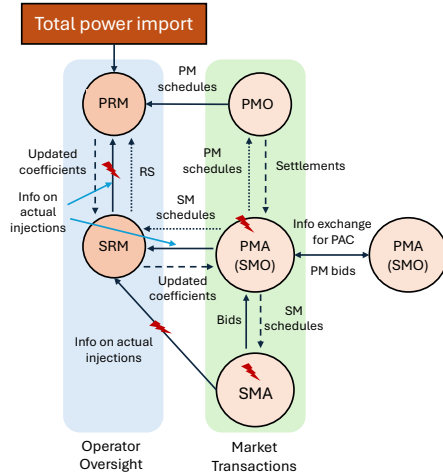 Total power import
PRM
PM
schedules
PMO
Updated
coefficients
RS
PM
schedules
Settlements
Info on
actual
injections
SM
schedules
SRM
PMA
(SMO)
Info exchange
for PAC
PM bids
PMA
(SMO)
Updated
coefficients
Bids
SM
schedules
Info on actual
injections
SMA
Operator
Oversight
Market
Transactions